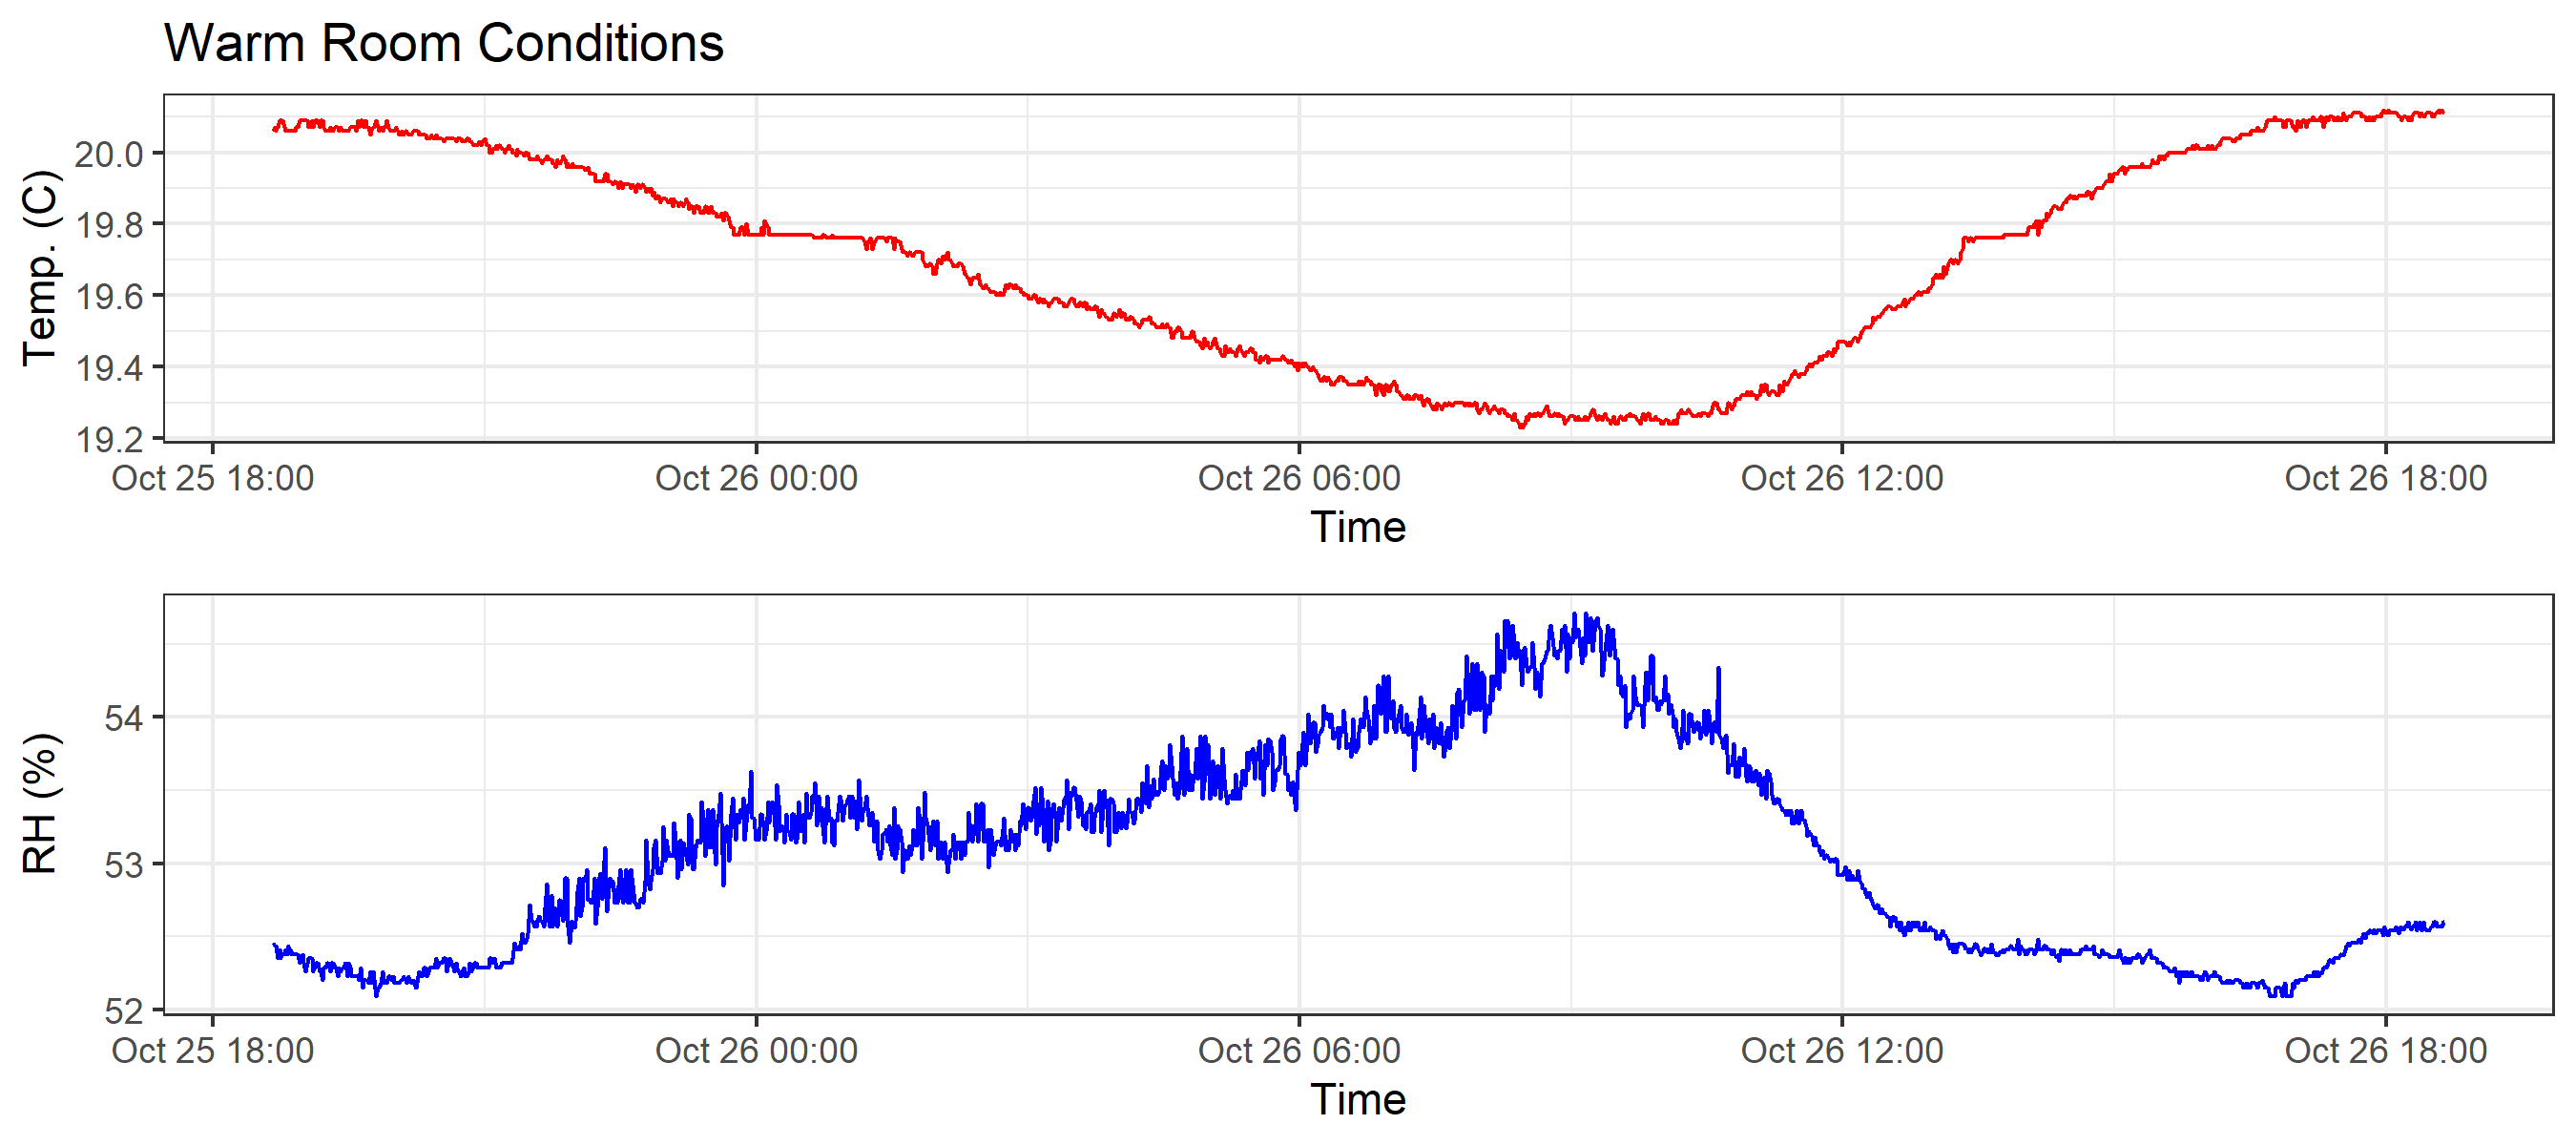 Warm Room Conditions
Temp. (C)
20.0
19.8
19.6
19.4
19.2
Oct 25 18:00 Oct 26 00:00 Oct 26 06:00 Oct 26 12:00 Oct 26 18:00
Time
RH (%)
54
53
52
Oct 25 18:00 Oct 26 00:00 Oct 26 06:00 Oct 26 12:00 Oct 26 18:00
Time